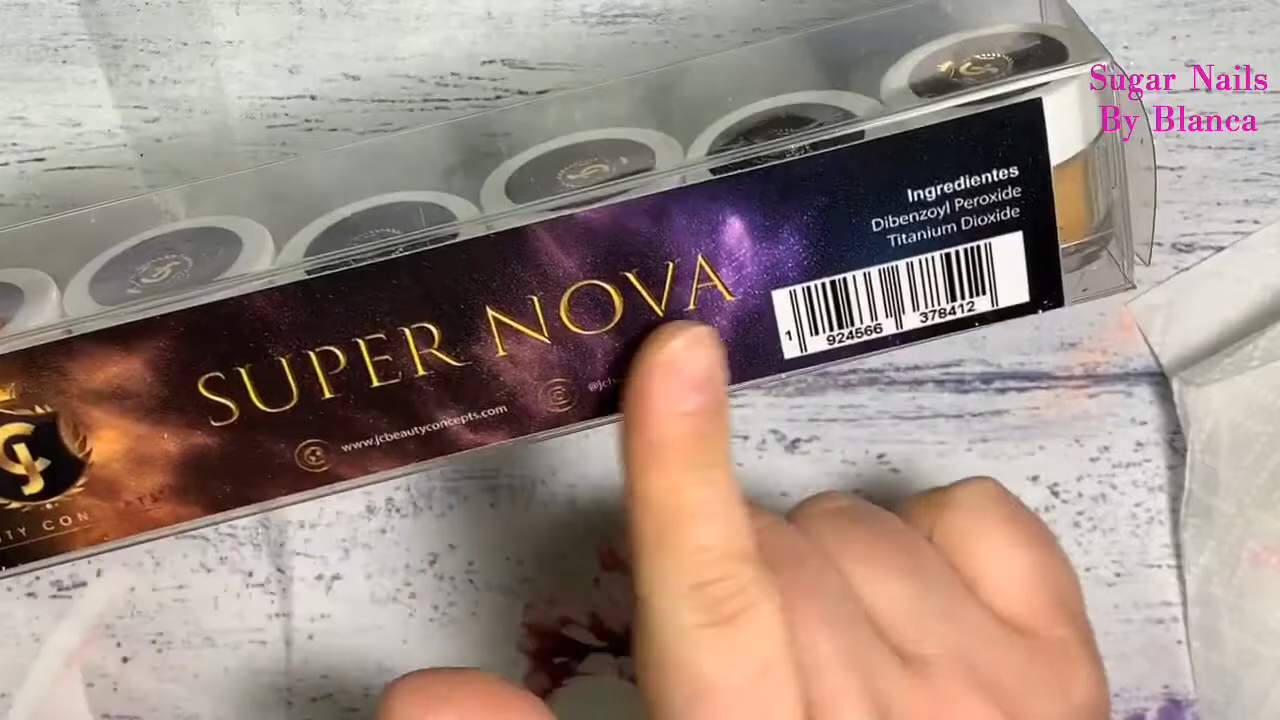 Sugar Nails
By Blanca
Ingredientes
Dibenzoyl Peroxide
Titanium Dioxide
SUPER NOVA
1 924566 378412
www.jcbeautyconcepts.com